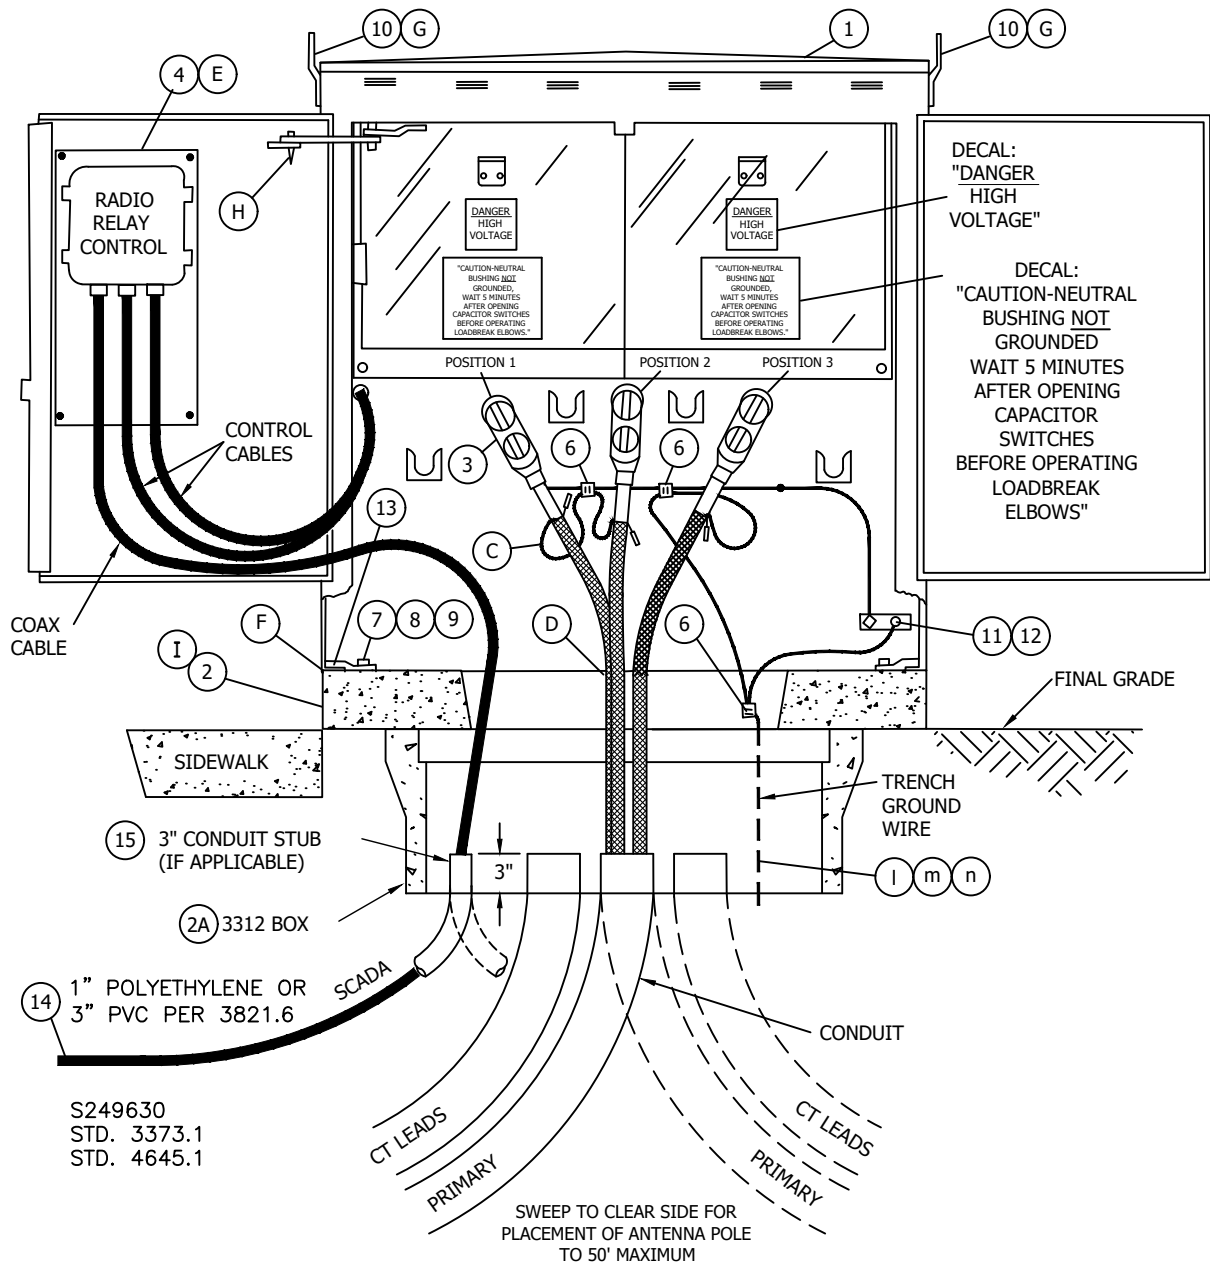 10 G
1
10 G
4 E
RADIO
RELAY
CONTROL
H
DANGER
HIGH
VOLTAGE
DANGER
HIGH
VOLTAGE
"CAUTION-NEUTRAL
BUSHING NOT
GROUNDED,
WAIT 5 MINUTES
AFTER OPENING
CAPACITOR SWITCHES
BEFORE OPERATING
LOADBREAK ELBOWS."
"CAUTION-NEUTRAL
BUSHING NOT
GROUNDED,
WAIT 5 MINUTES
AFTER OPENING
CAPACITOR SWITCHES
BEFORE OPERATING
LOADBREAK ELBOWS."
DECAL:
"DANGER
HIGH
VOLTAGE"
DECAL:
"CAUTION-NEUTRAL
BUSHING NOT
GROUNDED
WAIT 5 MINUTES
AFTER OPENING
CAPACITOR
SWITCHES
BEFORE OPERATING
LOADBREAK
ELBOWS"
POSITION 1
POSITION 2
POSITION 3
CONTROL
CABLES
3
6
6
13
C
COAX
CABLE
F
7 8 9
D
6
11 12
I
2
FINAL GRADE
SIDEWALK
TRENCH
GROUND
WIRE
15 3" CONDUIT STUB
(IF APPLICABLE)
3"
l m n
2A 3312 BOX
SCADA
14 1" POLYETHYLENE OR
3" PVC PER 3821.6
CONDUIT
S249630
STD. 3373.1
STD. 4645.1
CT LEADS
PRIMARY
CT LEADS
PRIMARY
SWEEP TO CLEAR SIDE FOR
PLACEMENT OF ANTENNA POLE
TO 50' MAXIMUM